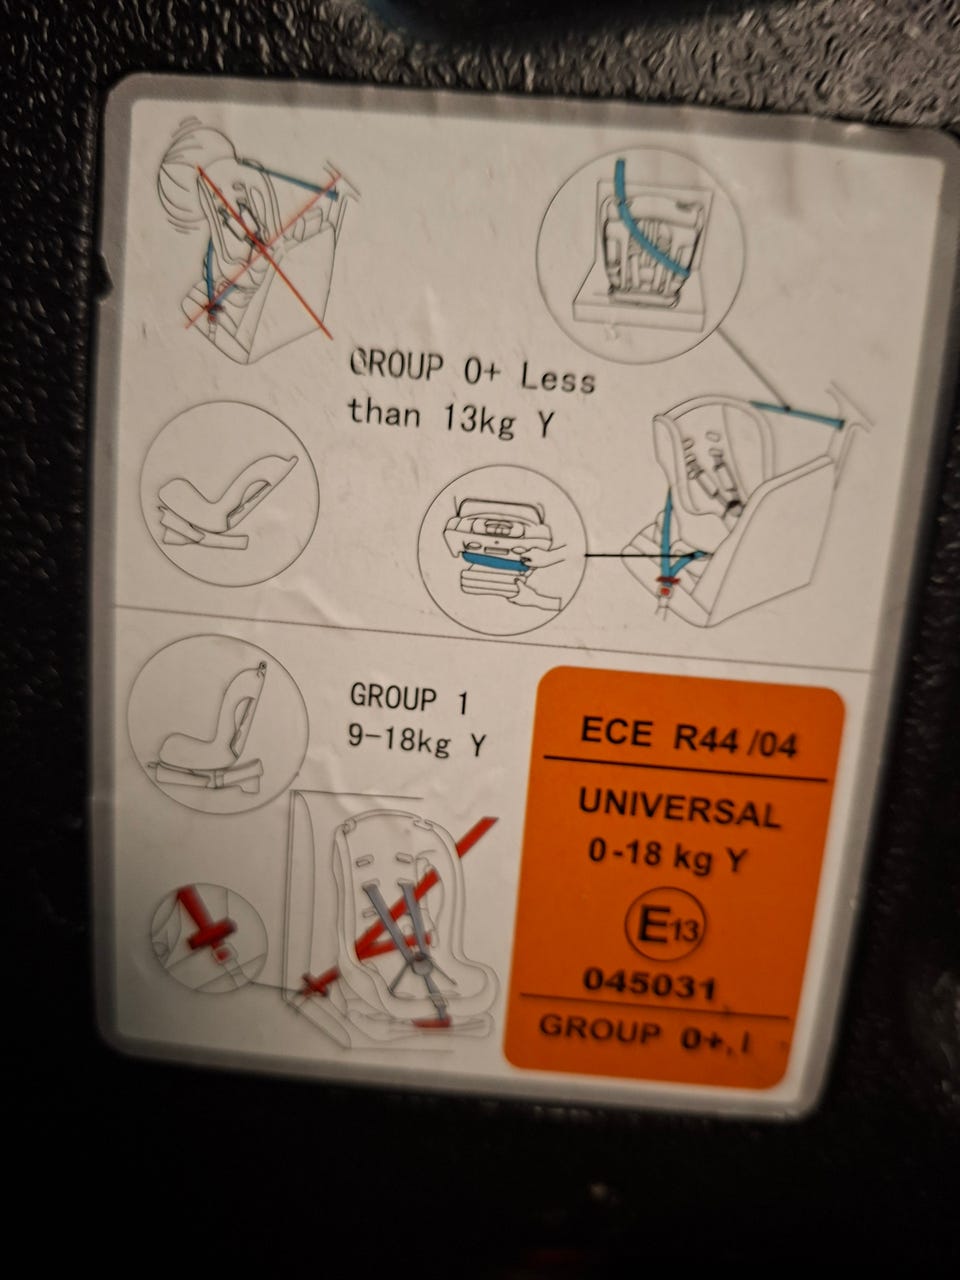 GROUP 0+ Less
than 13kg Y
GROUP 1
9-18kg Y
ECE R44/04
UNIVERSAL
0-18 kg Y
E13
045031
GROUP 0+, I